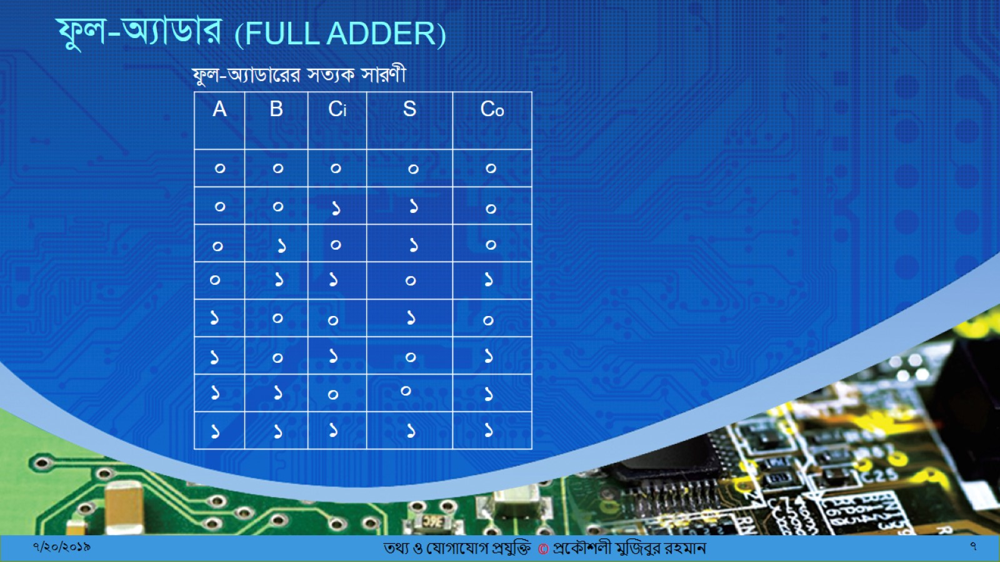 ফুল-অ্যাডার (FULL ADDER)
ফুল-অ্যাডারের সত্যক সারণী
A B Ci S Co
০ ০ ০ ০ ০
০ ০ ১ ১ ০
০ ১ ০ ১ ০
০ ১ ১ ০ ১
১ ০ ০ ১ ০
১ ০ ১ ০ ১
১ ১ ০ ০ ১
১ ১ ১ ১ ১
C25
৭/২০/২০১৯ তথ্য ও যোগাযোগ প্রযুক্তি © প্রকৌশলী মুজিবুর রহমান ৭